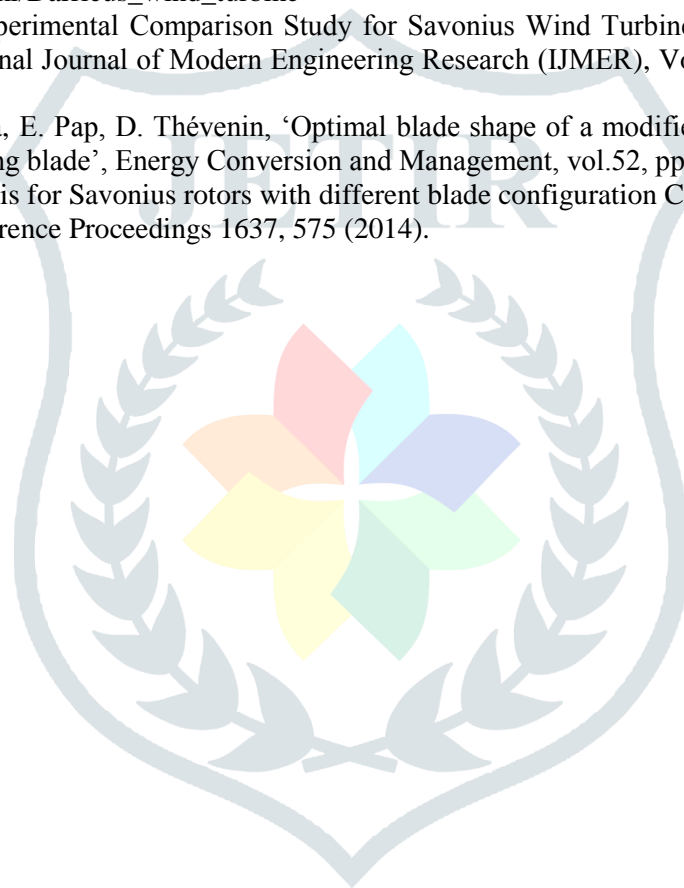 perimental Comparison Study for Savonius Wind Turbine
nal Journal of Modern Engineering Research (IJMER), Vo
, E. Pap, D. Thévenin, ‘Optimal blade shape of a modifie
ng blade’, Energy Conversion and Management, vol.52, pp
is for Savonius rotors with different blade configuration C
rence Proceedings 1637, 575 (2014).
JETIR